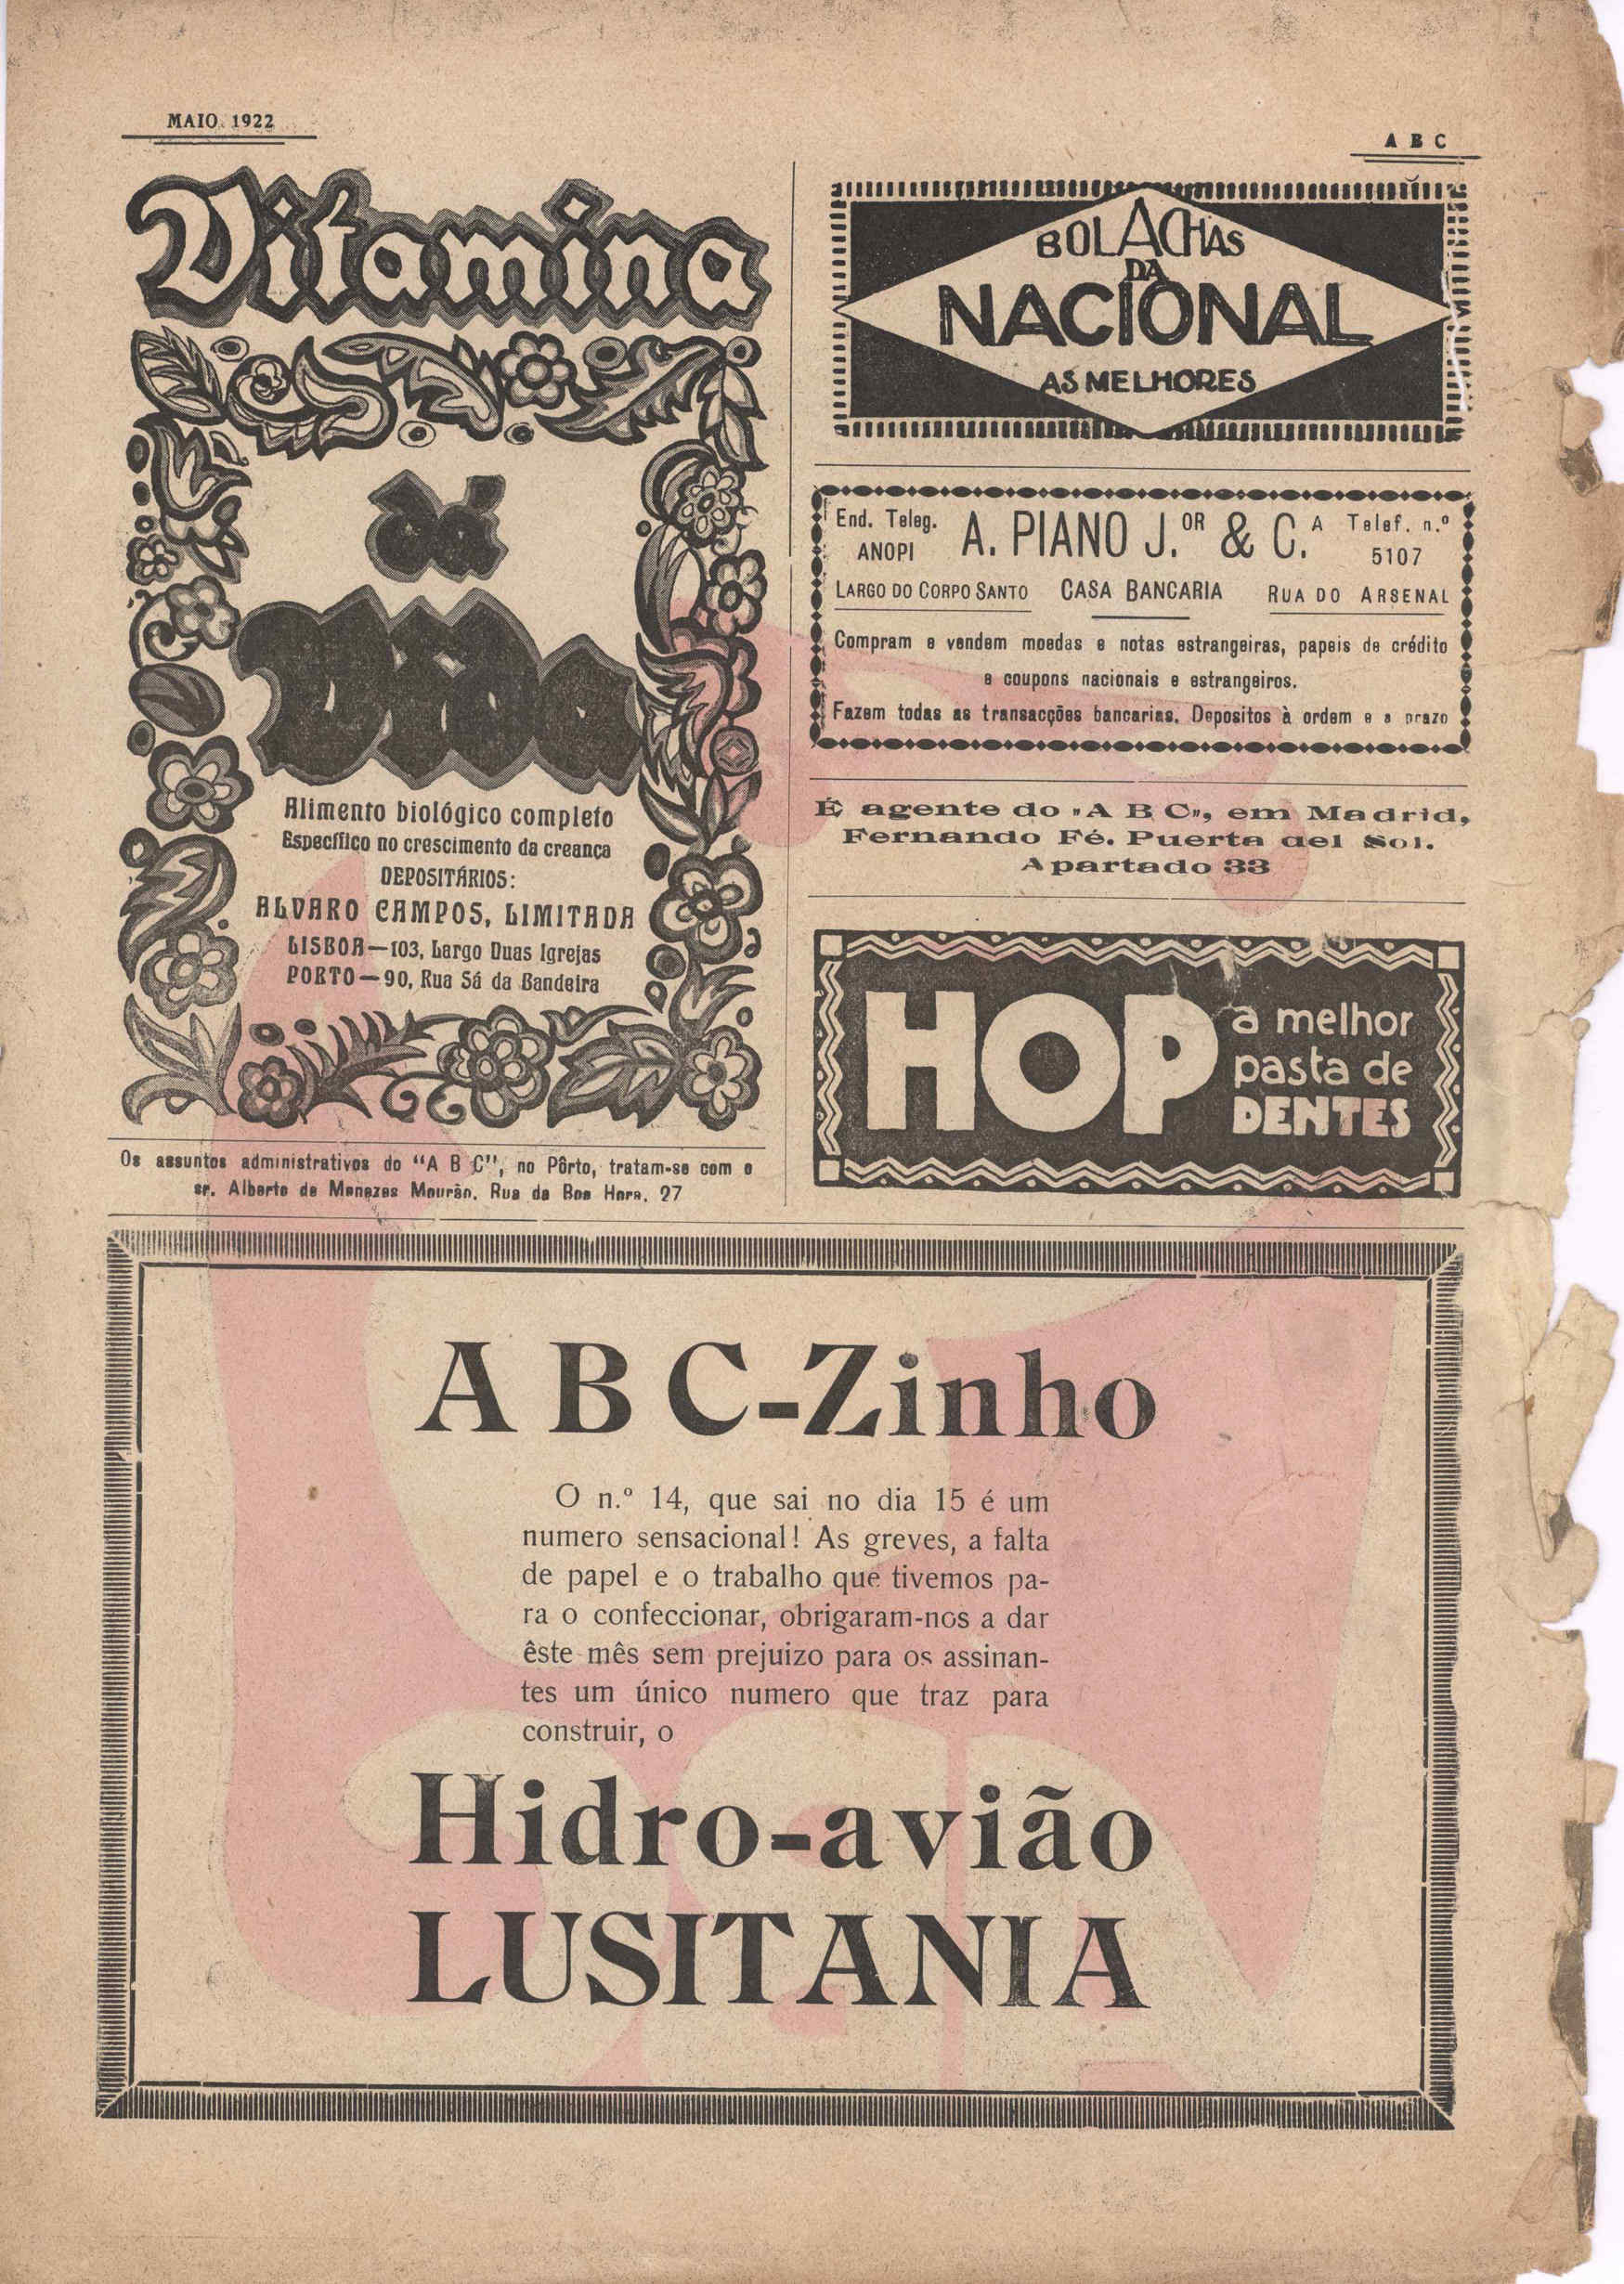 MAIO 1922
A B C
Vitamina
dá
Vida
Alimento biológico completo
Especifíco no crescimento da creança
DEPOSITÁRIOS:
ALVARO CAMPOS, LIMITADA
LISBOA—103, Largo Duas Igrejas
PORTO—90, Rua Sá da Bandeira
Os assuntos administrativos do "A B C", no Pôrto, tratam-se com o
sr. Alberto de Menezes Mourão, Rua da Boa Hora, 27
BOLACHAS
DA
NACIONAL
AS MELHORES
End. Teleg. A. PIANO J.OR & C.A Telef. n.º
ANOPI 5107
LARGO DO CORPO SANTO CASA BANCARIA RUA DO ARSENAL
Compram e vendem moedas e notas estrangeiras, papeis de crédito
e coupons nacionais e estrangeiros.
Fazem todas as transacções bancarias. Depositos à ordem e a prazo
É agente do «A B C», em Madrid,
Fernando Fé. Puerta del Sol.
Apartado 33
HOP
a melhor
pasta de
DENTES
A B C-Zinho
O n.º 14, que sai no dia 15 é um
numero sensacional! As greves, a falta
de papel e o trabalho que tivemos pa-
ra o confeccionar, obrigaram-nos a dar
êste mês sem prejuizo para os assinan-
tes um único numero que traz para
construir, o
Hidro-avião
LUSITANIA